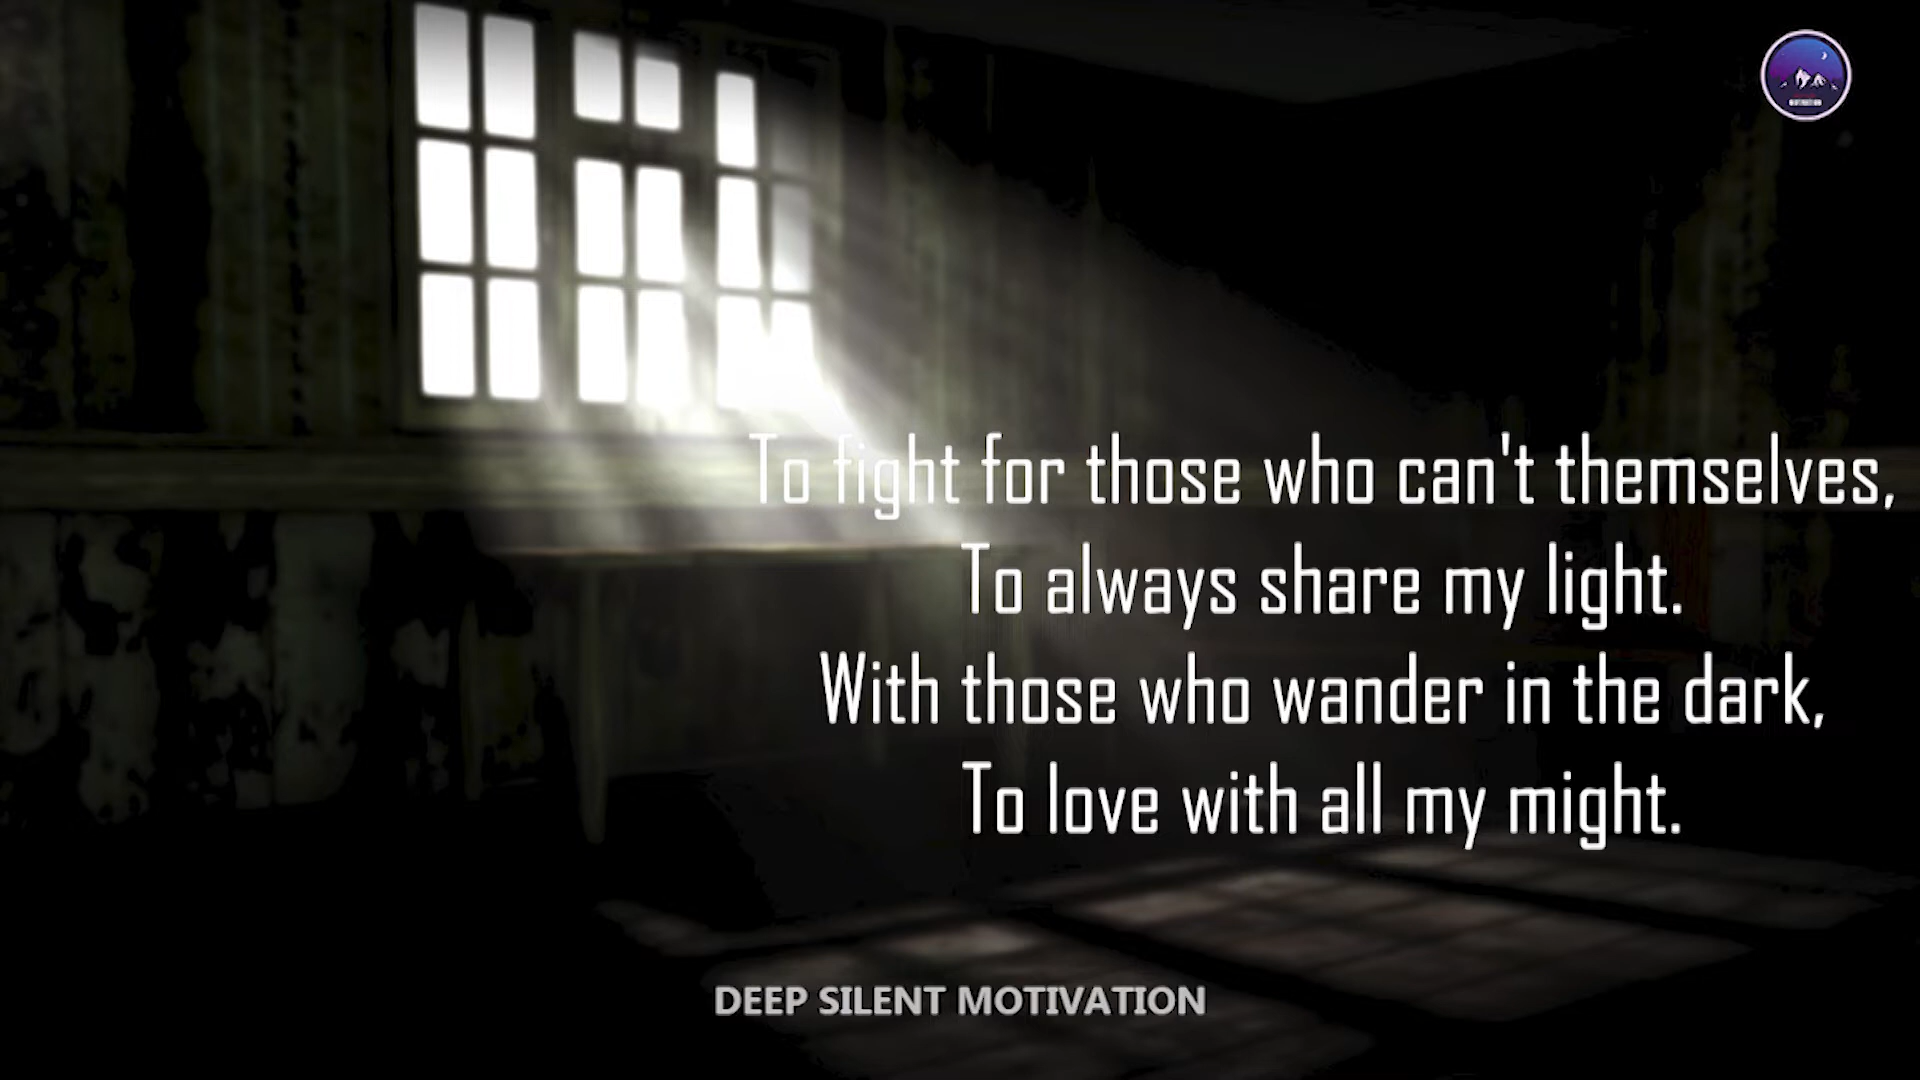 To fight for those who can't themselves,
To always share my light.
With those who wander in the dark,
To love with all my might.
DEEP SILENT MOTIVATION